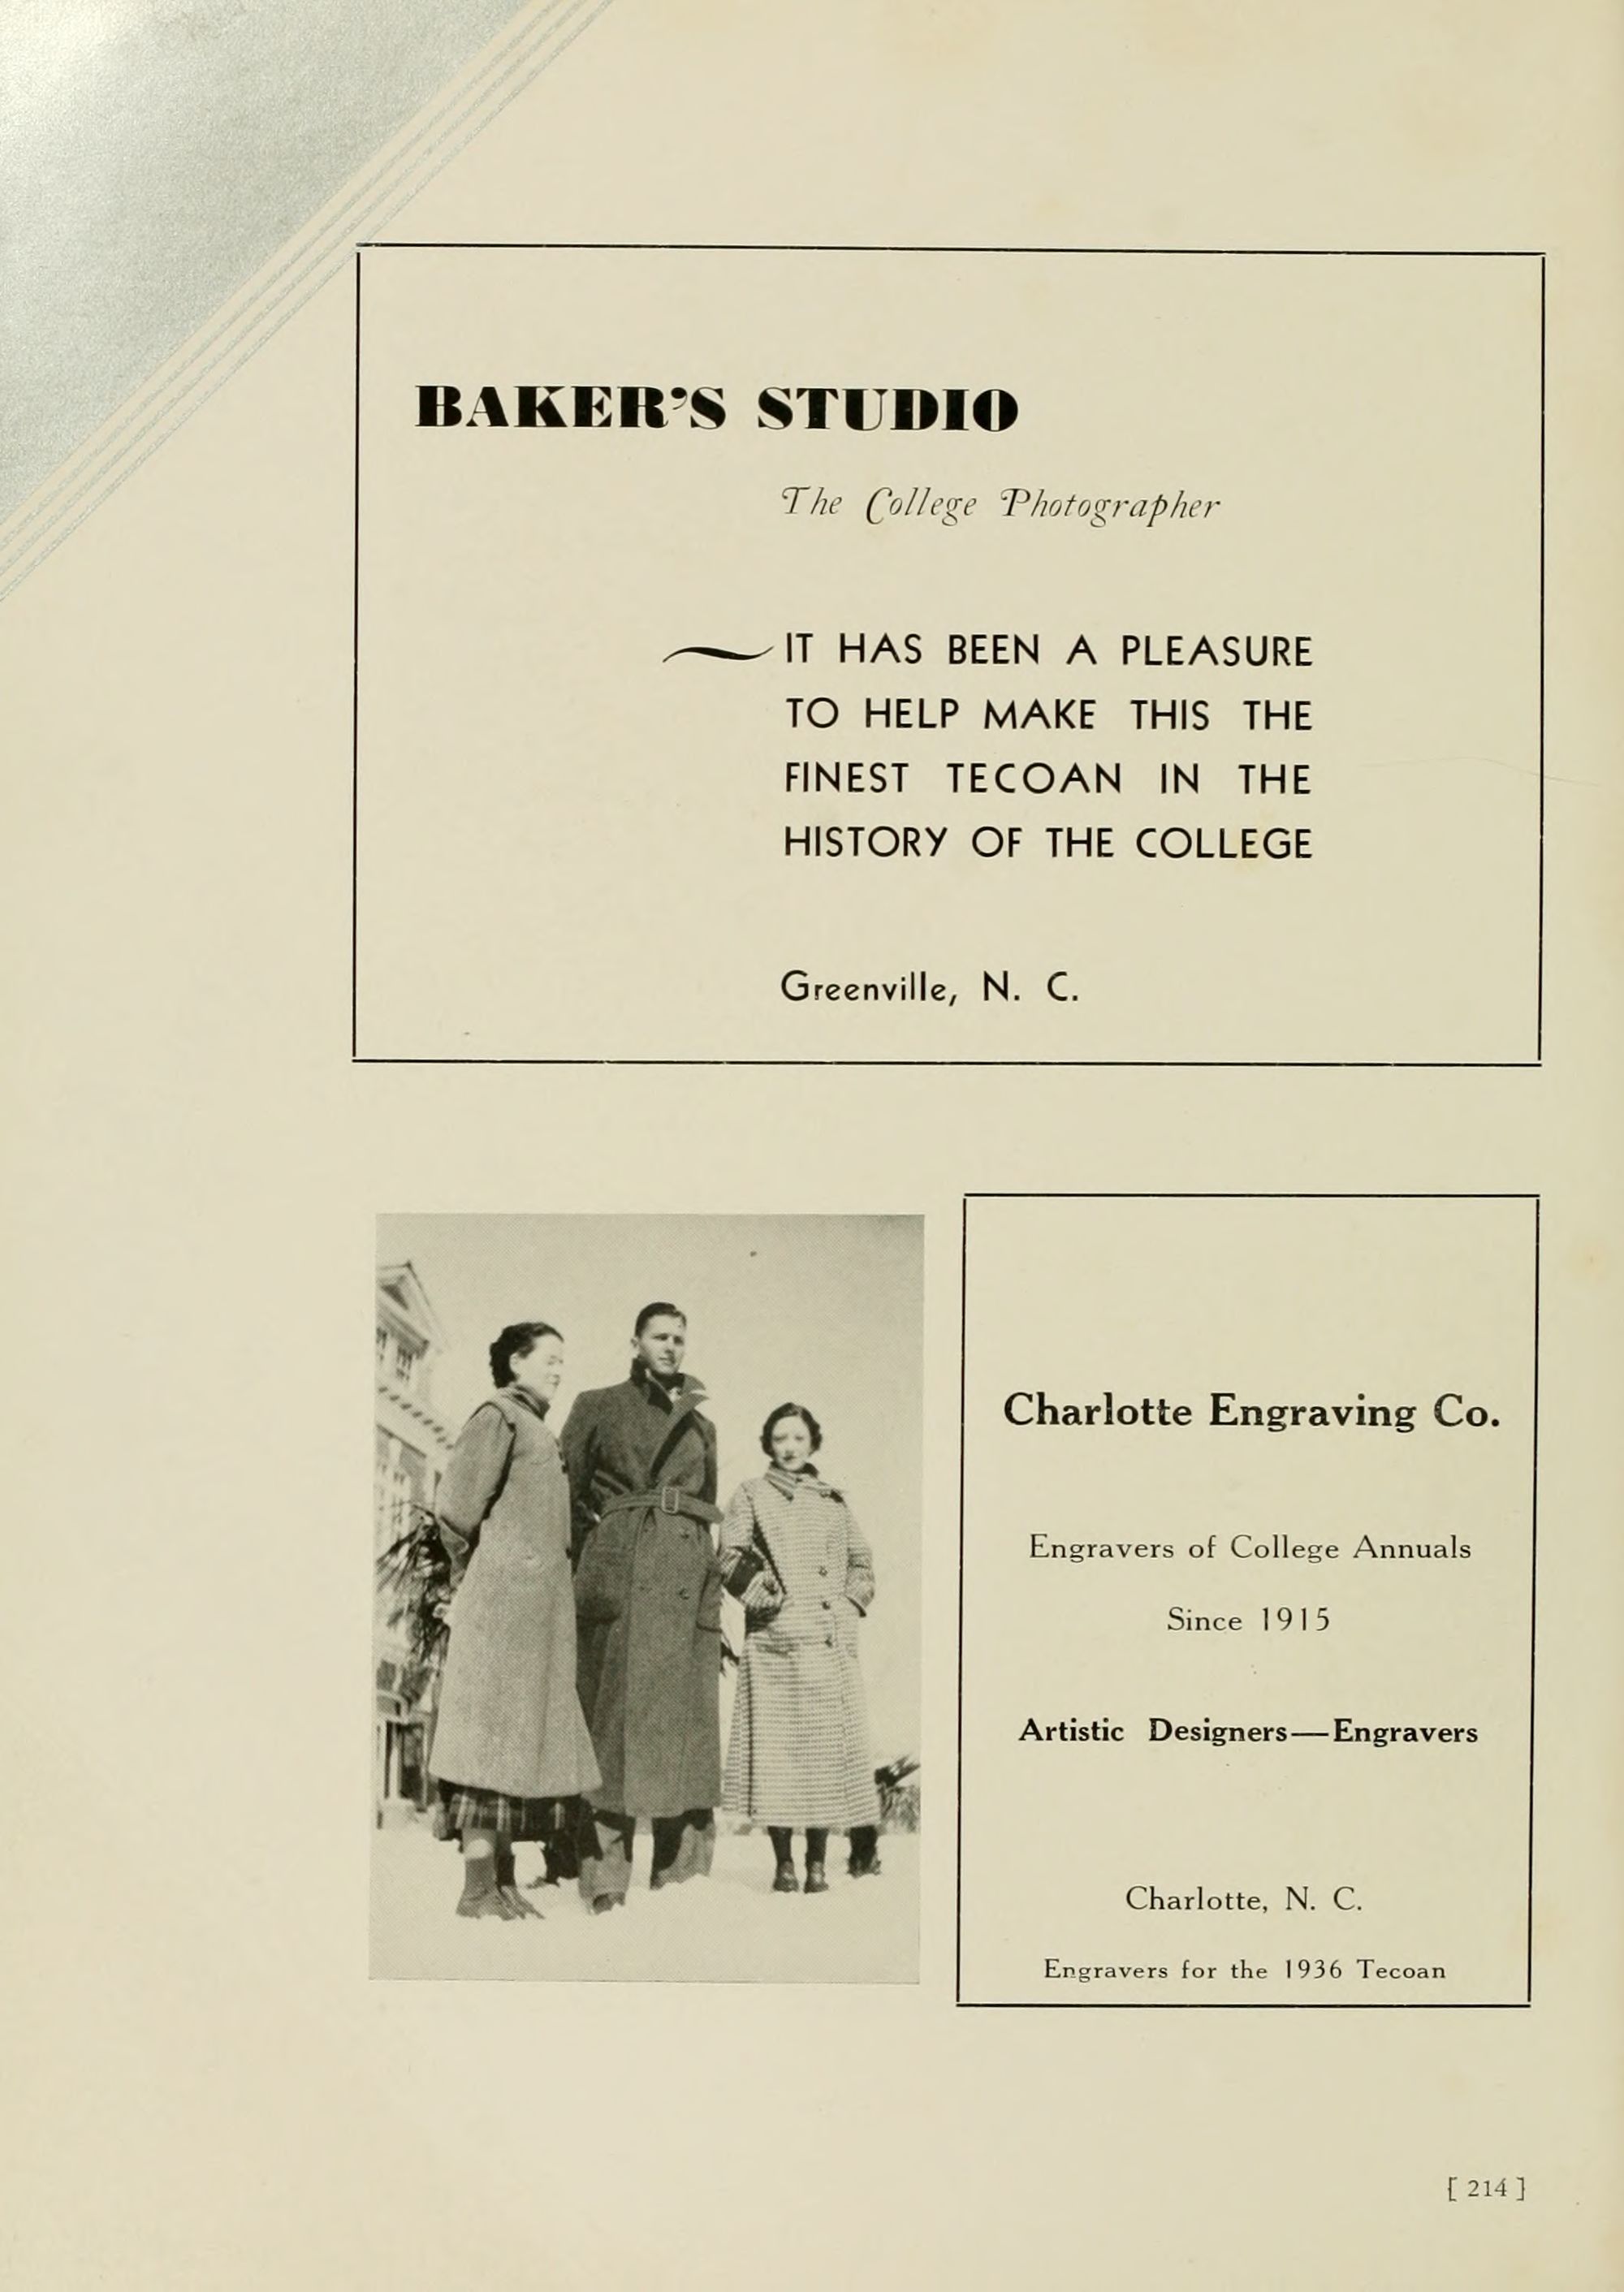 BAKER'S STUDIO
The College Photographer
IT HAS BEEN A PLEASURE
TO HELP MAKE THIS THE
FINEST TECOAN IN THE
HISTORY OF THE COLLEGE
Greenville, N. C.
Charlotte Engraving Co.
Engravers of College Annuals
Since 1915
Artistic Designers—Engravers
Charlotte, N. C.
Engravers for the 1936 Tecoan
[ 214 ]